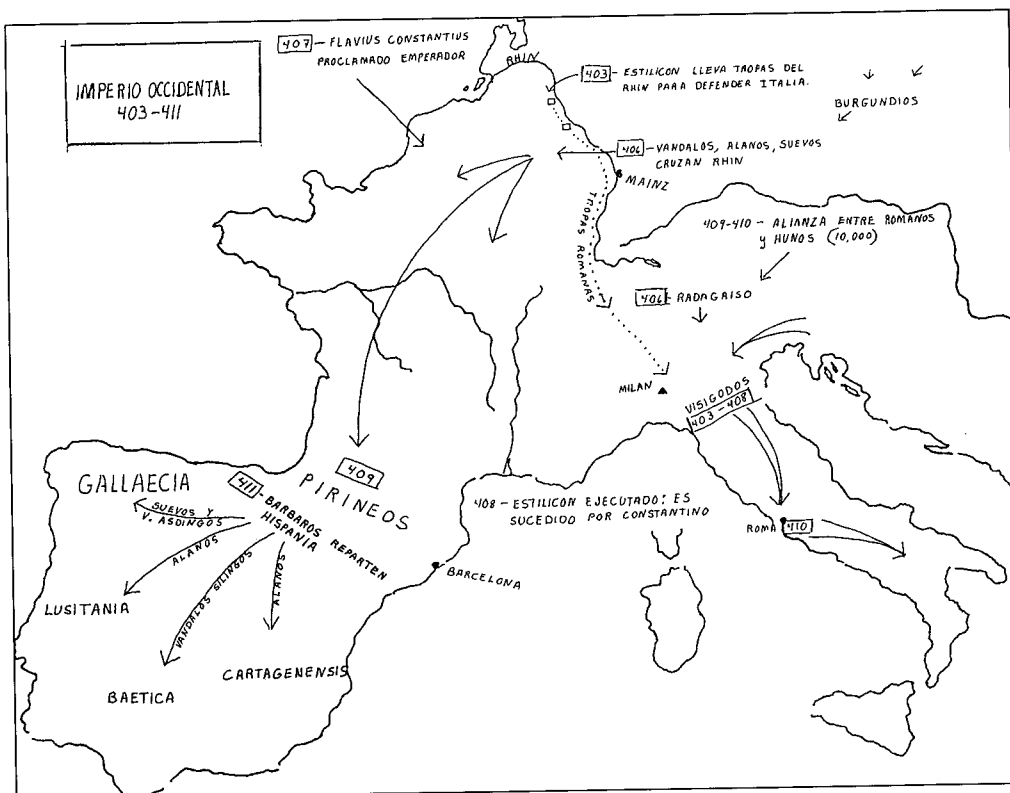 IMPERIO OCCIDENTAL
403-411
407 - FLAVIUS CONSTANTIUS
PROCLAMADO EMPERADOR
RHIN
403 - ESTILICON LLEVA TROPAS DEL
RHIN PARA DEFENDER ITALIA.
BURGUNDIOS
406 - VANDALOS, ALANOS, SUEVOS
CRUZAN RHIN
MAINZ
TROPAS ROMANAS
409-410 - ALIANZA ENTRE ROMANOS
y HUNOS (10,000)
406 - RADAGAISO
MILAN
VISIGODOS
403-408
409
PIRINEOS
GALLAECIA
411 - BARBAROS REPARTEN
HISPANIA
SUEVOS Y
V. ASDINGOS
ALANOS
VANDALOS SILINGOS
ALANOS
408 - ESTILICON EJECUTADO: ES
SUCEDIDO POR CONSTANTINO
ROMA 410
BARCELONA
LUSITANIA
CARTAGENENSIS
BAETICA